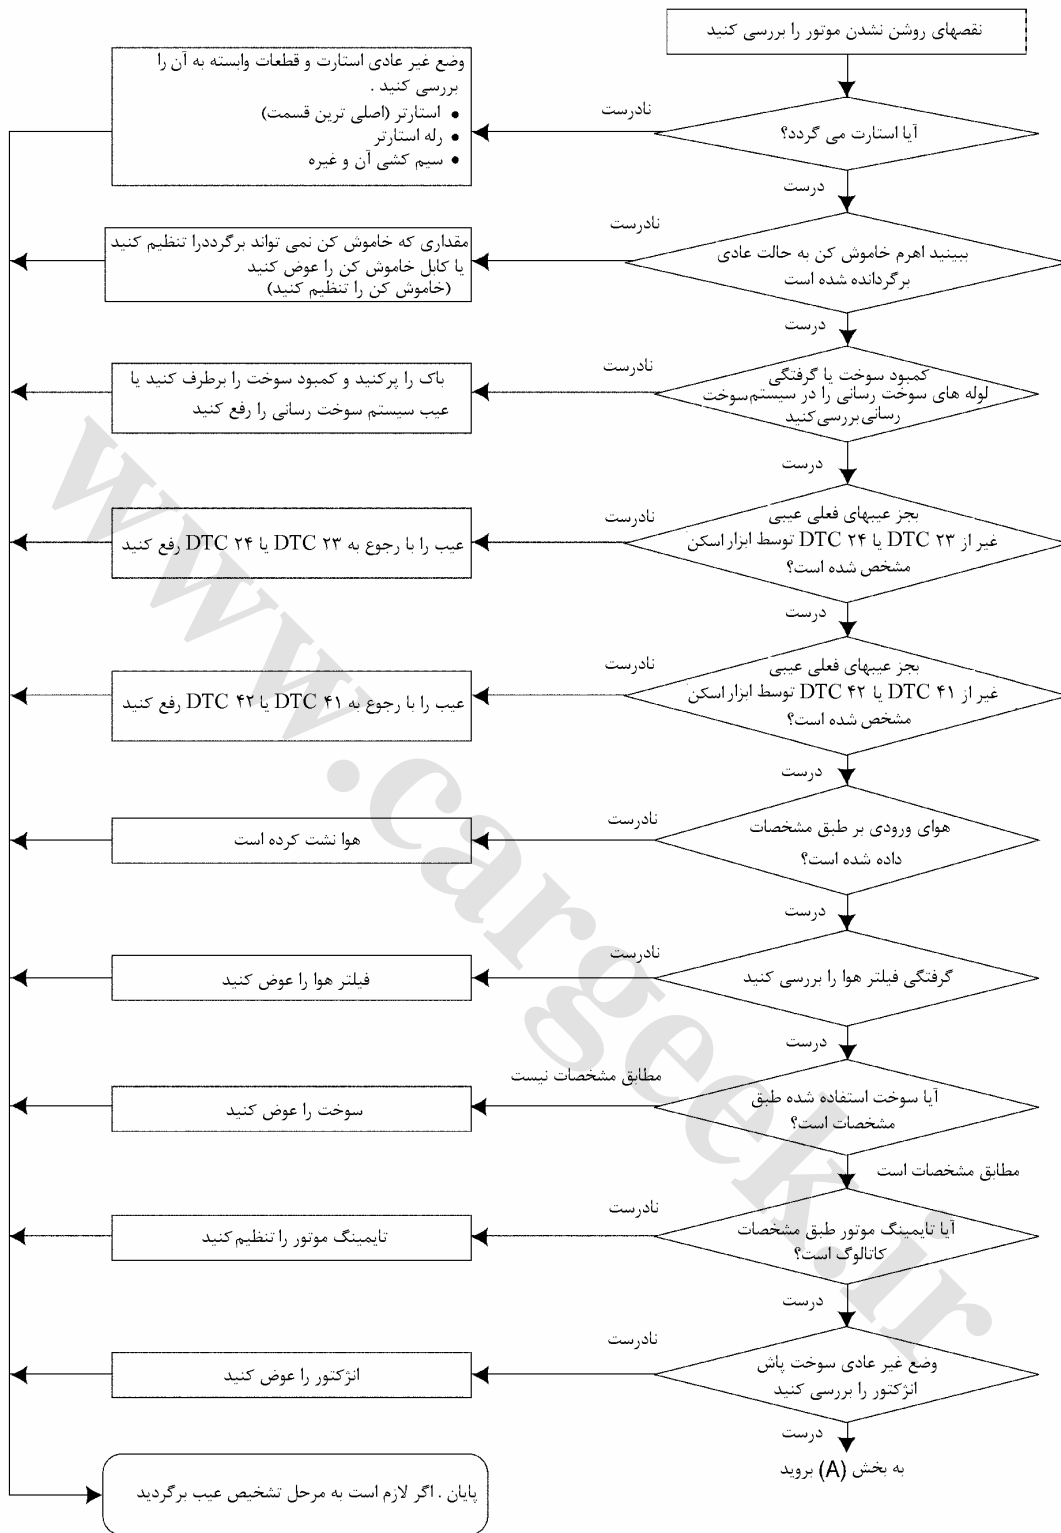 نقصهای روشن نشدن موتور را بررسی کنید
آیا استارت می گردد؟
نادرست
وضع غیر عادی استارت و قطعات وابسته به آن را
بررسی کنید .
• استارتر (اصلی ترین قسمت)
• رله استارتر
• سیم کشی آن و غیره
درست
ببینید اهرم خاموش کن به حالت عادی
برگردانده شده است
نادرست
مقداری که خاموش کن نمی تواند برگرددرا تنظیم کنید
یا کابل خاموش کن را عوض کنید
(خاموش کن را تنظیم کنید)
درست
کمبود سوخت یا گرفتگی
لوله های سوخت رسانی را در سیستم سوخت
رسانی بررسی کنید
نادرست
باک را پرکنید و کمبود سوخت را برطرف کنید یا
عیب سیستم سوخت رسانی را رفع کنید
درست
بجز عیبهای فعلی عیبی
غیر از DTC ۲۳ یا DTC ۲۴ توسط ابزار اسکن
مشخص شده است؟
نادرست
عیب را با رجوع به DTC ۲۳ یا DTC ۲۴ رفع کنید
درست
بجز عیبهای فعلی عیبی
غیر از DTC ۴۱ یا DTC ۴۲ توسط ابزار اسکن
مشخص شده است؟
نادرست
عیب را با رجوع به DTC ۴۱ یا DTC ۴۲ رفع کنید
درست
هوای ورودی بر طبق مشخصات
داده شده است؟
نادرست
هوا نشت کرده است
درست
گرفتگی فیلتر هوا را بررسی کنید
نادرست
فیلتر هوا را عوض کنید
درست
آیا سوخت استفاده شده طبق
مشخصات است؟
مطابق مشخصات نیست
سوخت را عوض کنید
مطابق مشخصات است
آیا تایمینگ موتور طبق مشخصات
کاتالوگ است؟
نادرست
تایمینگ موتور را تنظیم کنید
درست
وضع غیر عادی سوخت پاش
انژکتور را بررسی کنید
نادرست
انژکتور را عوض کنید
درست
به بخش (A) بروید
پایان . اگر لازم است به مرحل تشخیص عیب برگردید
www.cargeek.ir